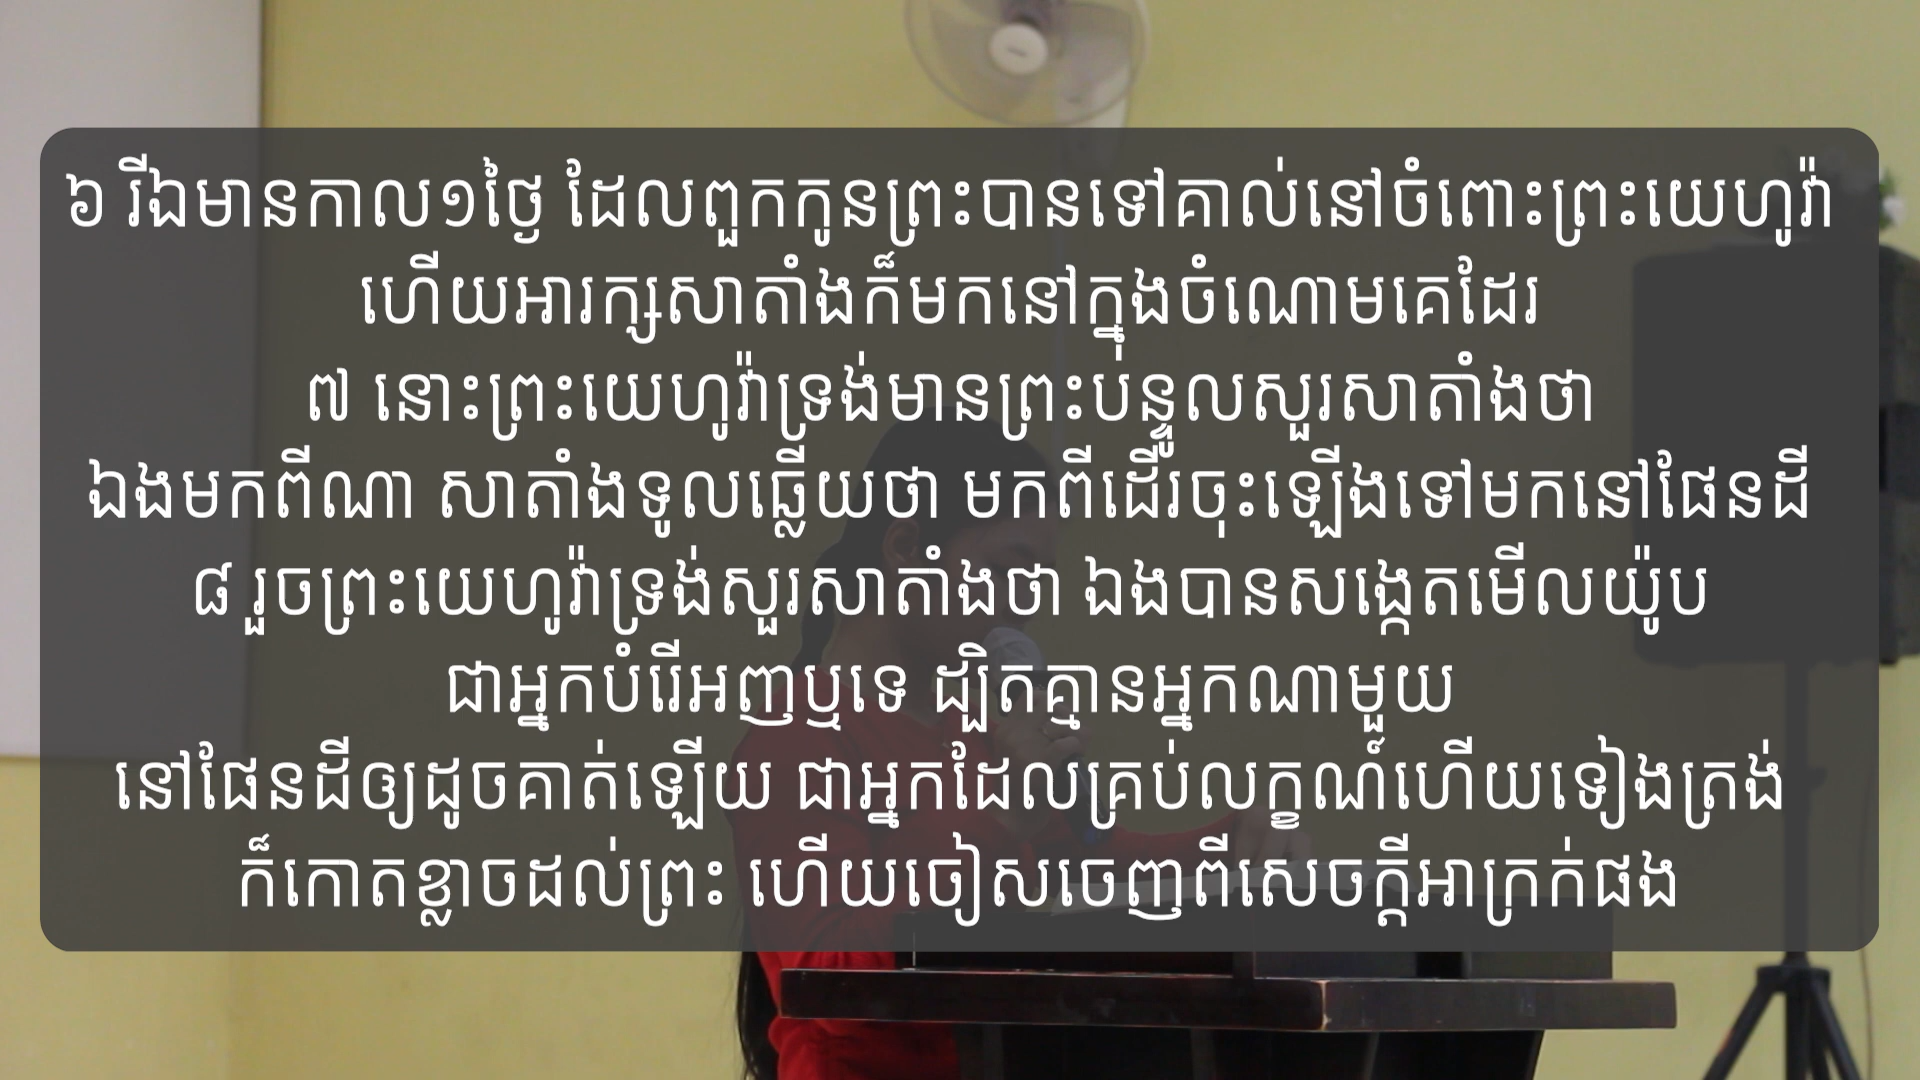 ៦ រីឯមានកាល១ថ្ងៃ ដែលពួកកូនព្រះបានទៅគាល់នៅចំពោះព្រះយេហូវ៉ា
ហើយអារក្សសាតាំងក៏មកនៅក្នុងចំណោមគេដែរ
៧ នោះព្រះយេហូវ៉ាទ្រង់មានព្រះបន្ទូលសួរសាតាំងថា
ឯងមកពីណា សាតាំងទូលឆ្លើយថា មកពីដើរចុះឡើងទៅមកនៅផែនដី
៨ រួចព្រះយេហូវ៉ាទ្រង់សួរសាតាំងថា ឯងបានសង្កេតមើលយ៉ូប
ជាអ្នកបំរើអញឬទេ ដ្បិតគ្មានអ្នកណាមួយ
នៅផែនដីឲ្យដូចគាត់ឡើយ ជាអ្នកដែលគ្រប់លក្ខណ៍ហើយទៀងត្រង់
ក៏កោតខ្លាចដល់ព្រះ ហើយចៀសចេញពីសេចក្ដីអាក្រក់ផង